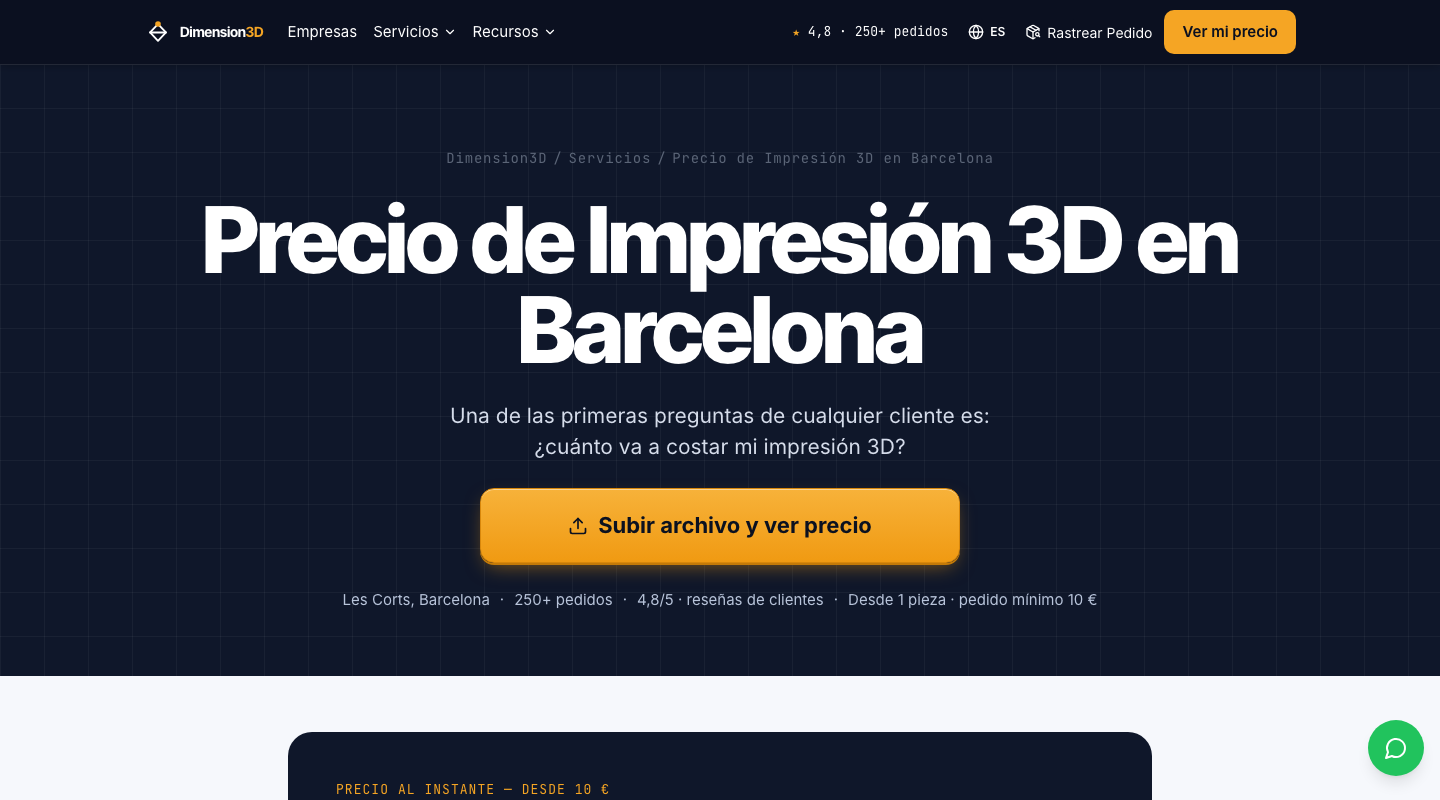 Dimension3D Empresas Servicios Recursos ★ 4,8 · 250+ pedidos ES Rastrear Pedido Ver mi precio
Dimension3D / Servicios / Precio de Impresión 3D en Barcelona
Precio de Impresión 3D en
Barcelona
Una de las primeras preguntas de cualquier cliente es:
¿cuánto va a costar mi impresión 3D?
Subir archivo y ver precio
Les Corts, Barcelona · 250+ pedidos · 4,8/5 · reseñas de clientes · Desde 1 pieza · pedido mínimo 10 €
PRECIO AL INSTANTE — DESDE 10 €